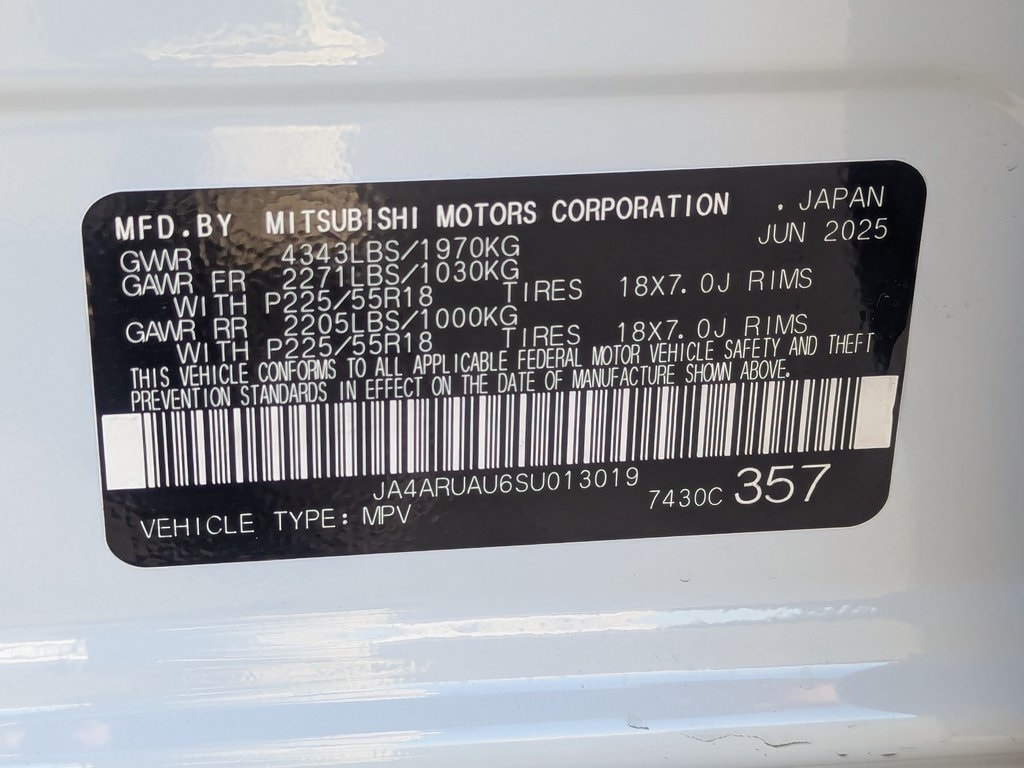 MFD.BY MITSUBISHI MOTORS CORPORATION . JAPAN
JUN 2025
GVWR 4343LBS/1970KG
GAWR FR 2271LBS/1030KG
WITH P225/55R18 TIRES 18X7.0J RIMS
GAWR RR 2205LBS/1000KG
WITH P225/55R18 TIRES 18X7.0J RIMS
THIS VEHICLE CONFORMS TO ALL APPLICABLE FEDERAL MOTOR VEHICLE SAFETY AND THEFT
PREVENTION STANDARDS IN EFFECT ON THE DATE OF MANUFACTURE SHOWN ABOVE.
JA4ARUAU6SU013019
7430C 357
VEHICLE TYPE: MPV